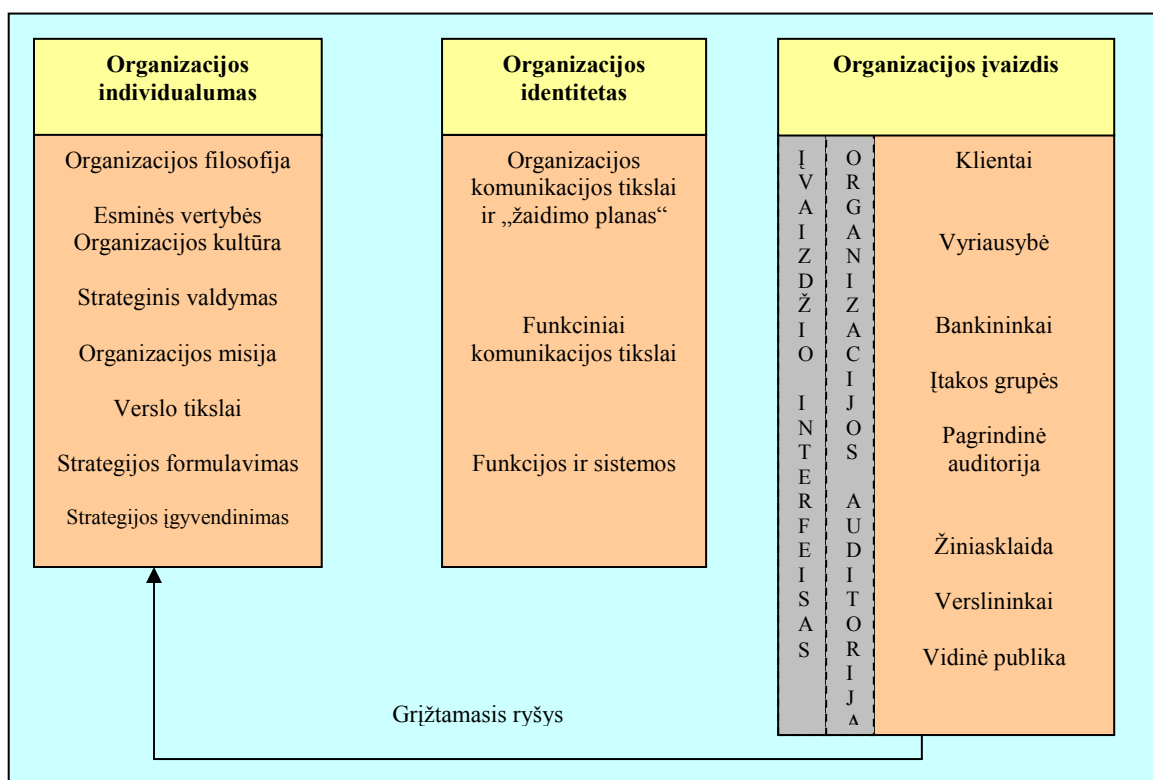 Organizacijos
individualumas
Organizacijos filosofija
Esminės vertybės
Organizacijos kultūra
Strateginis valdymas
Organizacijos misija
Verslo tikslai
Strategijos formulavimas
Strategijos įgyvendinimas
Organizacijos
identitetas
Organizacijos
komunikacijos tikslai
ir „žaidimo planas“
Funkciniai
komunikacijos tikslai
Funkcijos ir sistemos
Organizacijos įvaizdis
ĮVAIZDŽIO INTERFEISAS
ORGANIZACIJOS AUDITORIJA
Klientai
Vyriausybė
Bankininkai
Įtakos grupės
Pagrindinė
auditorija
Žiniasklaida
Verslininkai
Vidinė publika
Grįžtamasis ryšys